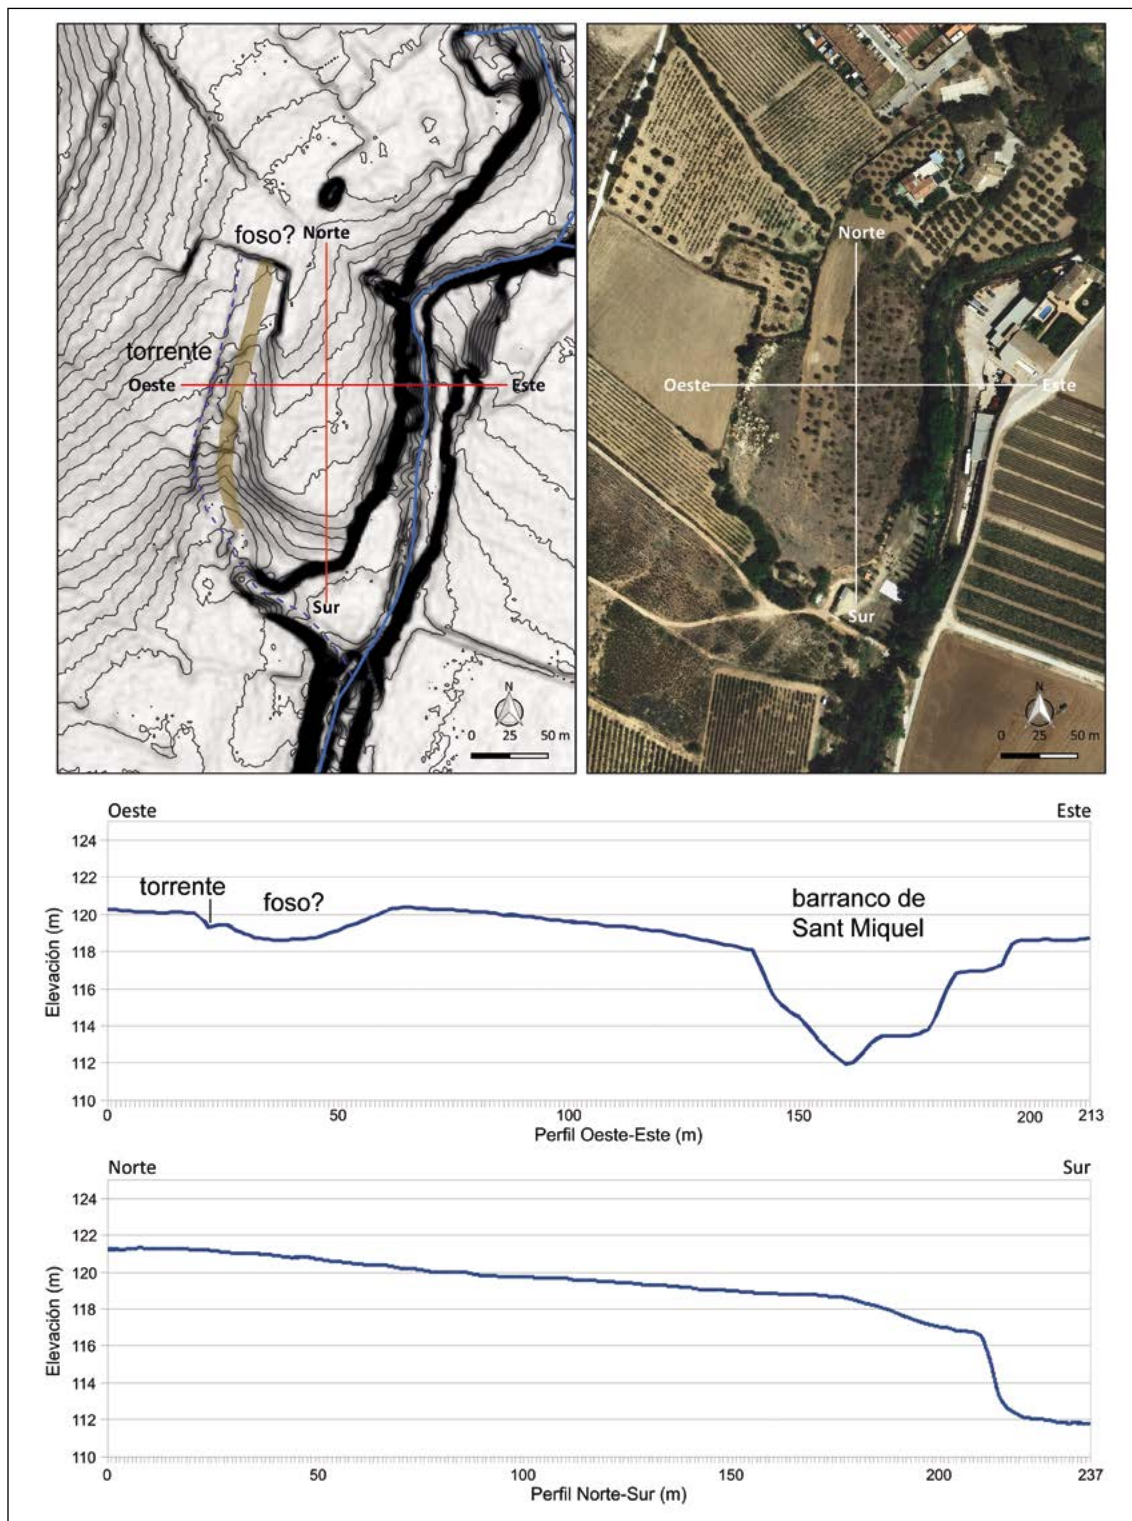 foso?
Norte
torrente
Oeste
Este
Sur
N
0 25 50 m
Norte
Oeste
Este
Sur
N
0 25 50 m
Oeste
Este
124
122
120
118
116
114
112
110
Elevación (m)
torrente
foso?
barranco de
Sant Miquel
0 50 100 150 200 213
Perfil Oeste-Este (m)
Norte
Sur
124
122
120
118
116
114
112
110
Elevación (m)
0 50 100 150 200 237
Perfil Norte-Sur (m)